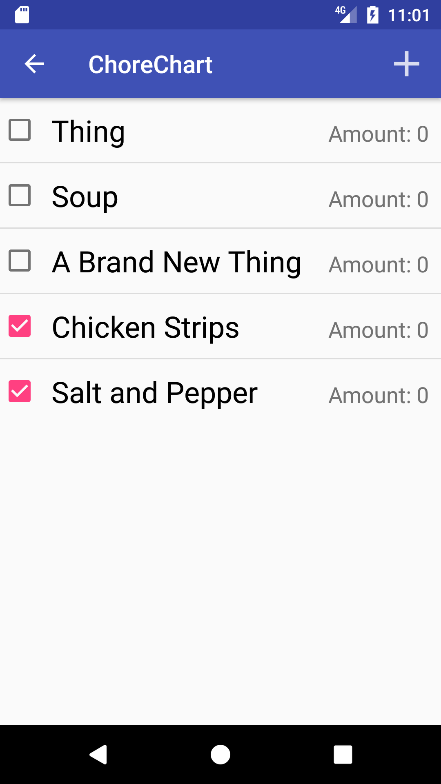 4G 11:01
ChoreChart
Thing Amount: 0
Soup Amount: 0
A Brand New Thing Amount: 0
Chicken Strips Amount: 0
Salt and Pepper Amount: 0